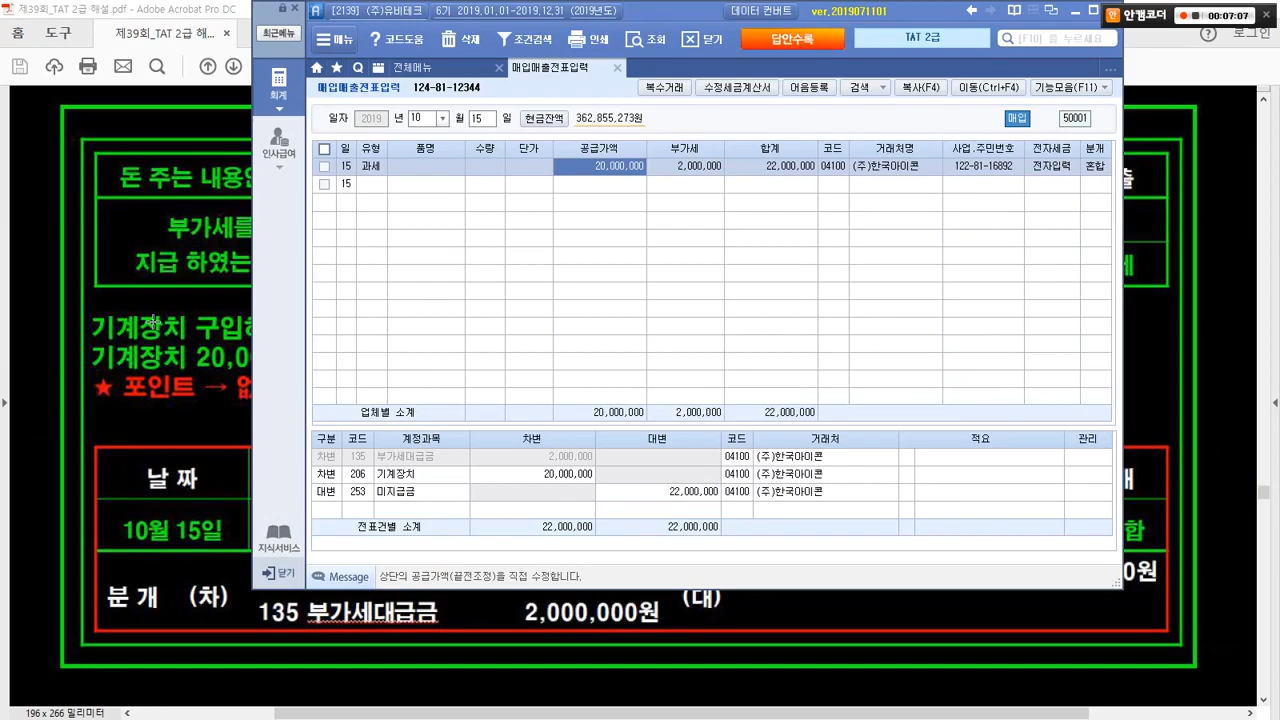 제39회_TAT 2급 해설.pdf - Adobe Acrobat Pro DC
홈 도구 제39회_TAT 2급 해... × 로그인
최근메뉴
회계
인사급여
지식서비스
닫기
[2139] (주)유비테크 6기 2019.01.01~2019.12.31 (2019년도) 데이터 컨버트 ver.2019071101
안캠코더 00:07:07
메뉴 코드도움 삭제 조건검색 인쇄 조회 닫기 답안수록 TAT 2급 [F10] 를 누르세요
전체메뉴 × 매입매출전표입력 ×
매입매출전표입력 124-81-12344 복수거래 수정세금계산서 어음등록 검색 복사(F4) 이동(Ctrl+F4) 기능모음(F11)
일자 2019 년 10 월 15 일 현금잔액 362,855,273원 매입 50001
일 유형 품명 수량 단가 공급가액 부가세 합계 코드 거래처명 사업.주민번호 전자세금 분개
15 과세 20,000,000 2,000,000 22,000,000 04100 (주)한국아이콘 122-81-16892 전자입력 혼합
15
업체별 소계 20,000,000 2,000,000 22,000,000
구분 코드 계정과목 차변 대변 코드 거래처 적요 관리
차변 135 부가세대급금 2,000,000 04100 (주)한국아이콘
차변 206 기계장치 20,000,000 04100 (주)한국아이콘
대변 253 미지급금 22,000,000 04100 (주)한국아이콘
전표건별 소계 22,000,000 22,000,000
Message 상단의 공급가액(끝전조정)을 직접 수정합니다.
돈 주는 내용인
부가세를
지급 하였는
기계장치 구입하
기계장치 20,0
★ 포인트 → 없
날 짜
10월 15일 합
0원
분 개 (차) (대)
135 부가세대급금 2,000,000원
196 x 266 밀리미터